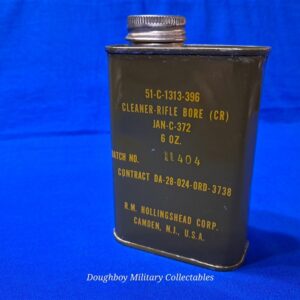 51-C-1313-396
CLEANER-RIFLE BORE (CR)
JAN-C-372
6 OZ.
BATCH NO. 11404
CONTRACT DA-28-024-ORD-3738
R.M. HOLLINGSHEAD CORP.
CAMDEN, N.J., U.S.A.
Doughboy Military Collectables